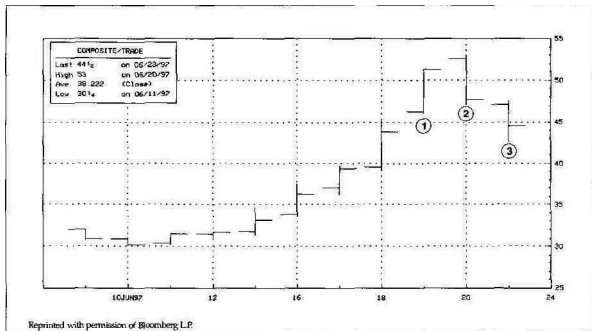 COMPOSITE/TRADE
Last 44½ on 06/23/97
High 53 on 06/20/97
Ave 38.222 (Close)
Low 30¼ on 06/11/97
55
50
45
40
35
30
25
1
2
3
10JUN97 12 14 16 18 20 22 24
Reprinted with permission of Bloomberg L.P.